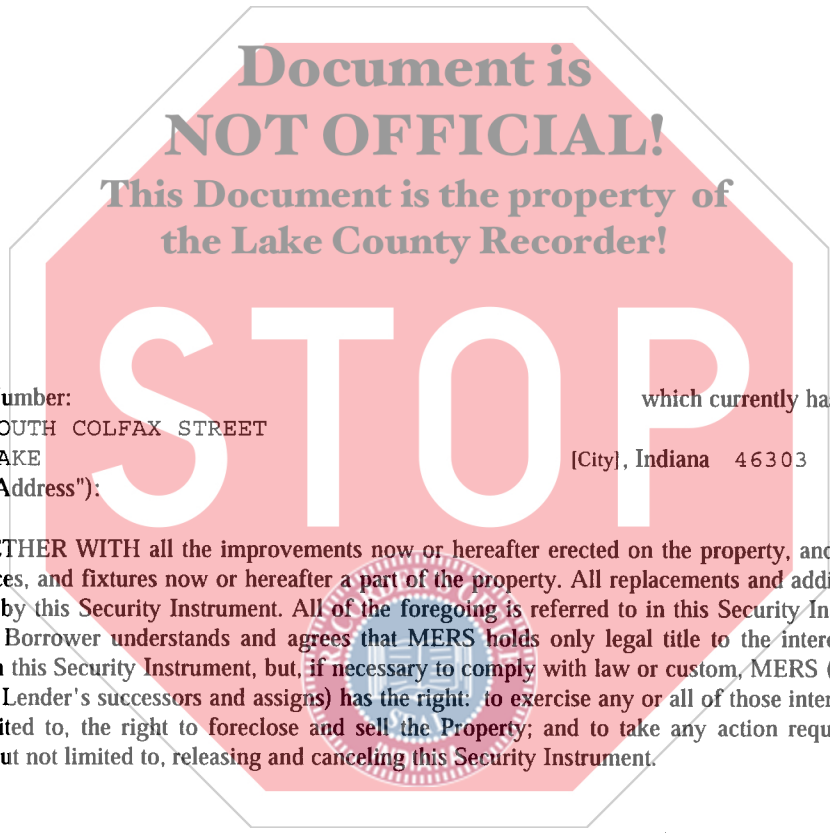 Document is
NOT OFFICIAL!
This Document is the property of
the Lake County Recorder!
STOP
umber: which currently ha
OUTH COLFAX STREET
AKE [City], Indiana 46303
Address"):
ETHER WITH all the improvements now or hereafter erected on the property, and
ces, and fixtures now or hereafter a part of the property. All replacements and addi
by this Security Instrument. All of the foregoing is referred to in this Security In
Borrower understands and agrees that MERS holds only legal title to the intere
n this Security Instrument, but, if necessary to comply with law or custom, MERS (
Lender's successors and assigns) has the right: to exercise any or all of those inter
ited to, the right to foreclose and sell the Property; and to take any action requ
ut not limited to, releasing and canceling this Security Instrument.
SEAL
INDIANA